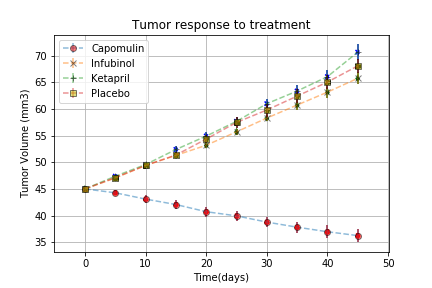 Tumor response to treatment
Capomulin
Infubinol
Ketapril
Placebo
Tumor Volume (mm3)
70
65
60
55
50
45
40
35
0 10 20 30 40 50
Time(days)